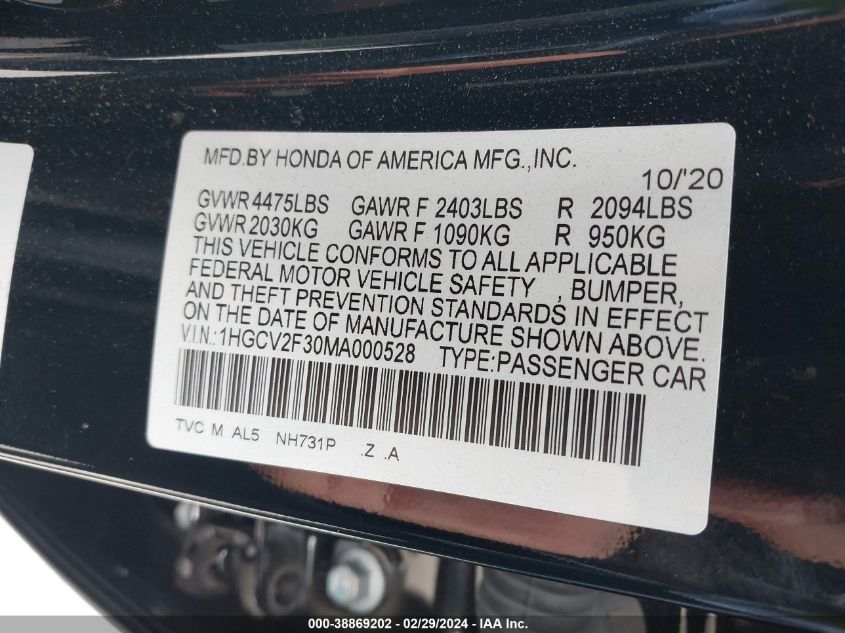 MFD.BY HONDA OF AMERICA MFG.,INC.
10/'20
GVWR 4475LBS GAWR F 2403LBS R 2094LBS
GVWR 2030KG GAWR F 1090KG R 950KG
THIS VEHICLE CONFORMS TO ALL APPLICABLE
FEDERAL MOTOR VEHICLE SAFETY , BUMPER,
AND THEFT PREVENTION STANDARDS IN EFFECT
ON THE DATE OF MANUFACTURE SHOWN ABOVE.
V.I.N.:1HGCV2F30MA000528 TYPE:PASSENGER CAR
TVC M AL5 NH731P .Z .A
000-38869202 - 02/29/2024 - IAA Inc.